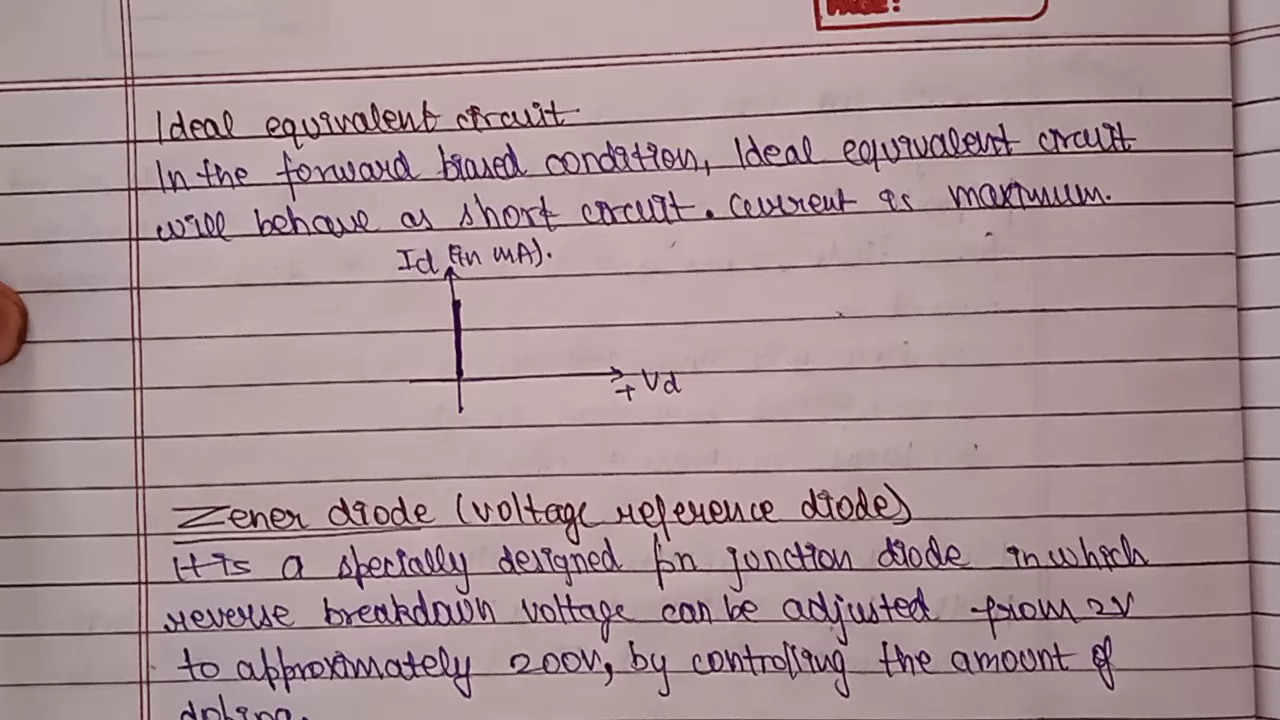 PAGE:
Ideal equivalent circuit
In the forward biased condition, Ideal equivalent circuit
will behave as short circuit. Current is maximum.
Id (in mA).
+ Vd
Zener diode (voltage reference diode)
It is a specially designed pn junction diode in which
reverse breakdown voltage can be adjusted from 2V
to approximately 200V, by controlling the amount of
doping.